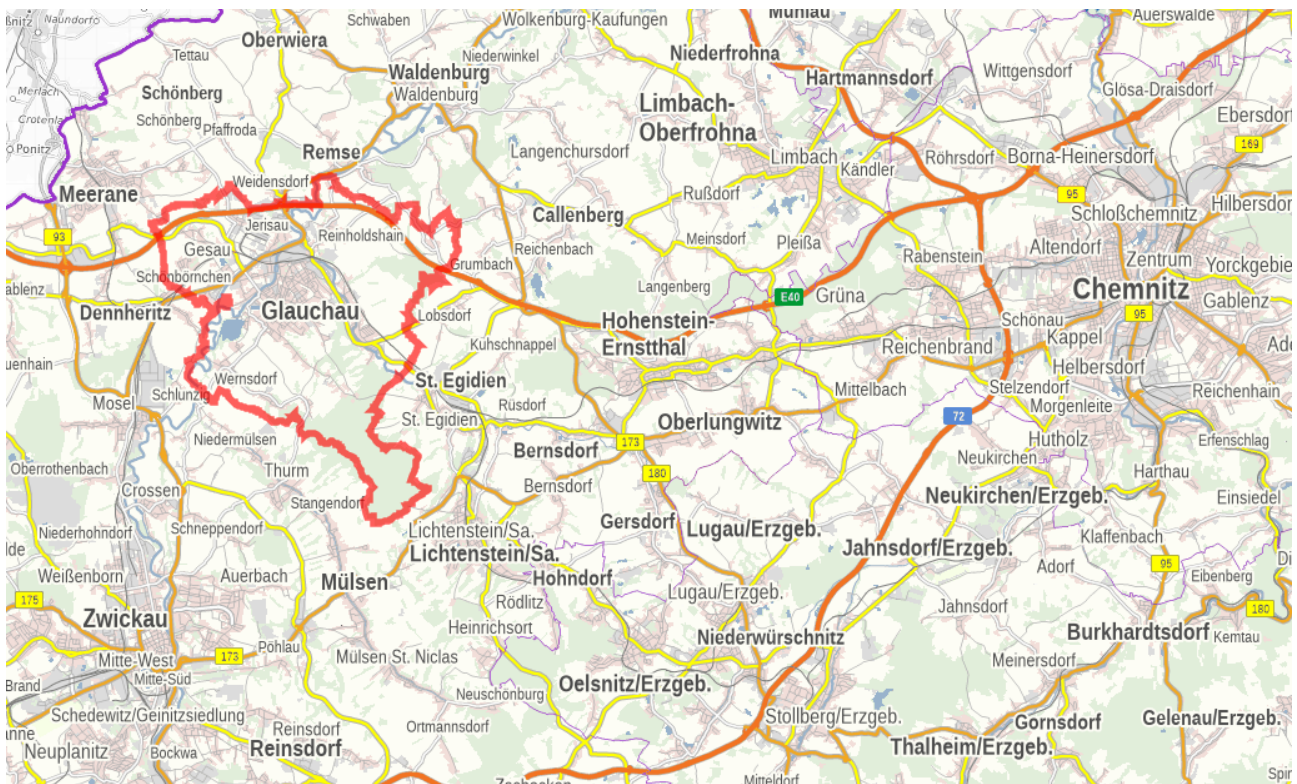 Naundorf
Schwaben
Wolkenburg-Kaufungen
Mühlau
Auerswalde
Oberwiera
Tettau
Niederwinkel
Niederfrohna
Waldenburg
Waldenburg
Hartmannsdorf
Wittgensdorf
Glösa-Draisdorf
Merlach
Schönberg
Schönberg
Limbach-
Oberfrohna
Ebersdorf
Pfaffroda
Ponitz
Remse
Langenchursdorf
Limbach
Kändler
Röhrsdorf
Borna-Heinersdorf
169
Meerane
Weidensdorf
Rußdorf
95
Callenberg
Schloßchemnitz
Hilbersdorf
93
Jerisau
Gesau
Reinholdshain
Reichenbach
Meinsdorf
Pleißa
Rabenstein
Altendorf
Zentrum
Yorckgebiet
Schönbörnchen
Grumbach
Langenberg
E40
Grüna
Chemnitz
Gablenz
Dennheritz
Glauchau
Lobsdorf
Hohenstein-
Ernstthal
Schönau
95
Kuhschnappel
Reichenbrand
Kappel
Helbersdorf
Wernsdorf
St. Egidien
Mittelbach
Stelzendorf
Reichenhain
Mosel
Schlunzig
St. Egidien
Rüsdorf
Oberlungwitz
72
Morgenleite
Niedermülsen
Bernsdorf
173
Hutholz
Erfenschlag
Oberrothenbach
Thurm
180
Neukirchen
Harthau
Crossen
Stangendorf
Bernsdorf
Neukirchen/Erzgeb.
Einsiedel
Niederhohndorf
Schneppendorf
Lichtenstein/Sa.
Lichtenstein/Sa.
Gersdorf
Lugau/Erzgeb.
Klaffenbach
Jahnsdorf/Erzgeb.
Weißenborn
Auerbach
Mülsen
Hohndorf
Lugau/Erzgeb.
Adorf
95
Eibenberg
175
Rödlitz
Jahnsdorf
180
Zwickau
Heinrichsort
Niederwürschnitz
Burkhardtsdorf
Kemtau
Pöhlau
Mitte-West
173
Mülsen St. Niclas
Meinersdorf
Mitte-Süd
Brand
Neuschönburg
Oelsnitz/Erzgeb.
Schedewitz/Geinitzsiedlung
Reinsdorf
Ortmannsdorf
Stollberg/Erzgeb.
Gornsdorf
Gelenau/Erzgeb.
Neuplanitz
Bockwa
Reinsdorf
Thalheim/Erzgeb.
Mitteldorf